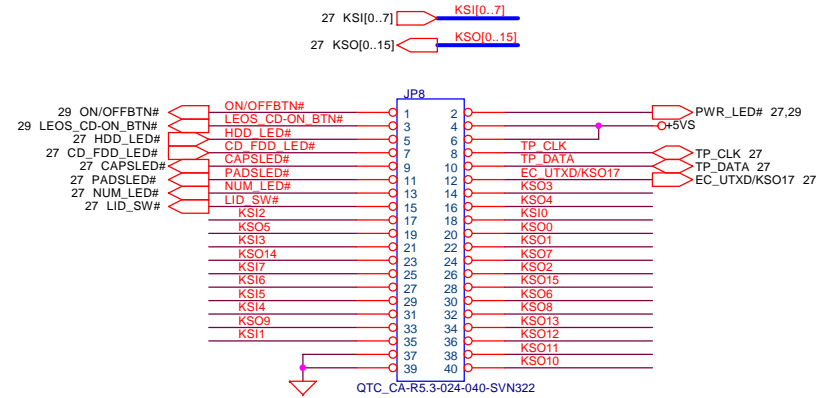 27 KSI[0..7] KSI[0..7]
27 KSO[0..15] KSO[0..15]
JP8
29 ON/OFFBTN# ON/OFFBTN# 1 2 PWR_LED# 27,29
29 LEOS_CD-ON_BTN# LEOS_CD-ON_BTN# 3 4 +5VS
27 HDD_LED# HDD_LED# 5 6
27 CD_FDD_LED# CD_FDD_LED# 7 8 TP_CLK TP_CLK 27
27 CAPSLED# CAPSLED# 9 10 TP_DATA TP_DATA 27
27 PADSLED# PADSLED# 11 12 EC_UTXD/KSO17 EC_UTXD/KSO17 27
27 NUM_LED# NUM_LED# 13 14 KSO3
27 LID_SW# LID_SW# 15 16 KSO4
KSI2 17 18 KSI0
KSO5 19 20 KSO0
KSI3 21 22 KSO1
KSO14 23 24 KSO7
KSI7 25 26 KSO2
KSI6 27 28 KSO15
KSI5 29 30 KSO6
KSI4 31 32 KSO8
KSO9 33 34 KSO13
KSI1 35 36 KSO12
37 38 KSO11
39 40 KSO10
QTC_CA-R5.3-024-040-SVN322